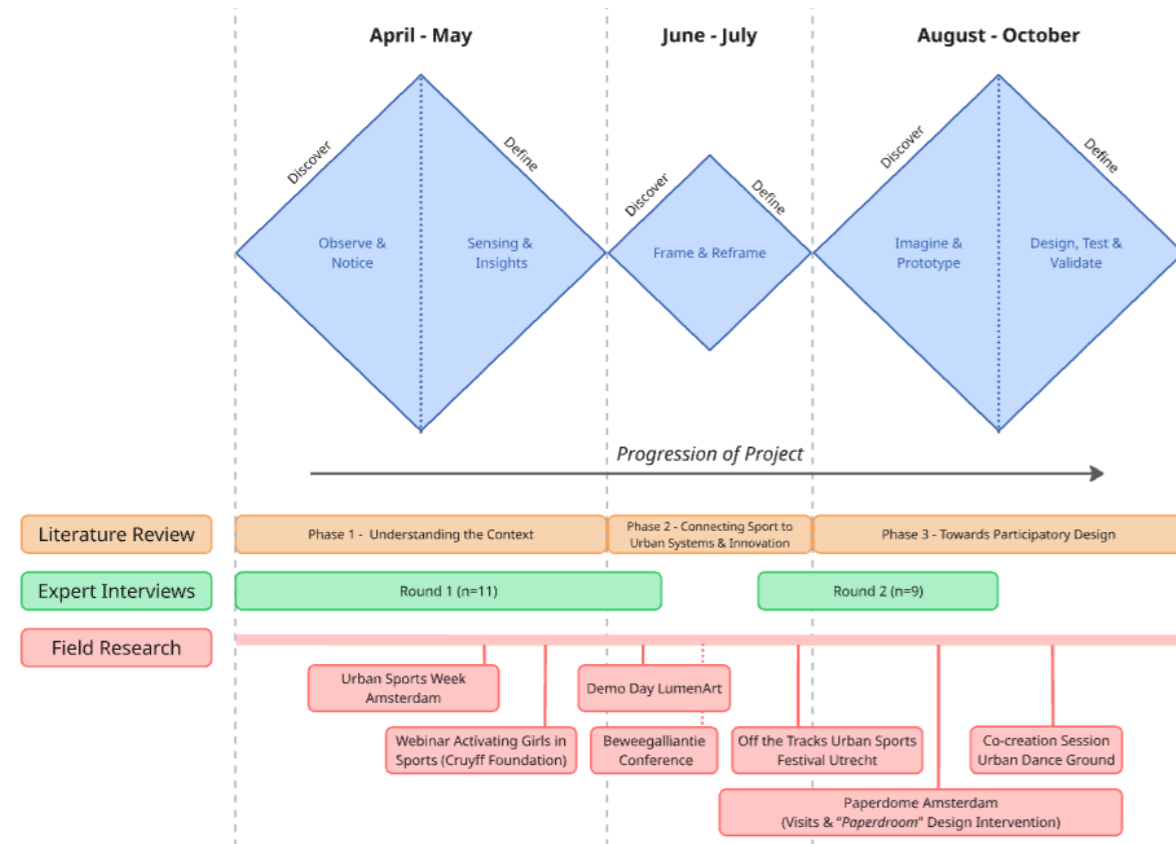 April - May
June - July
August - October
Discover
Define
Discover
Define
Discover
Define
Observe &
Notice
Sensing &
Insights
Frame & Reframe
Imagine &
Prototype
Design, Test &
Validate
Progression of Project
Literature Review
Phase 1 - Understanding the Context
Phase 2 - Connecting Sport to
Urban Systems & Innovation
Phase 3 - Towards Participatory Design
Expert Interviews
Round 1 (n=11)
Round 2 (n=9)
Field Research
Urban Sports Week
Amsterdam
Demo Day LumenArt
Webinar Activating Girls in
Sports (Cruyff Foundation)
Beweegalliantie
Conference
Off the Tracks Urban Sports
Festival Utrecht
Co-creation Session
Urban Dance Ground
Paperdome Amsterdam
(Visits & "Paperdroom" Design Intervention)